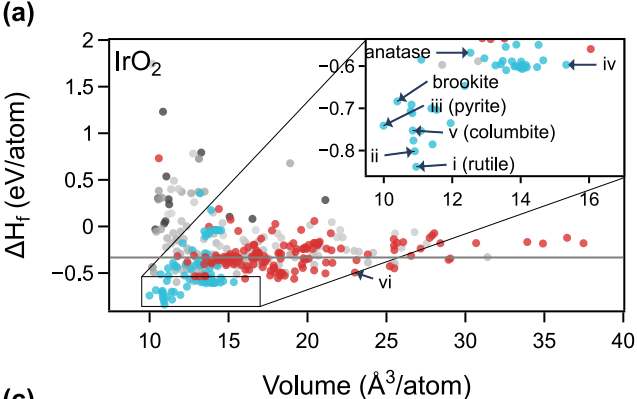 (a)
IrO₂
ΔH_f (eV/atom)
2
1.5
1
0.5
0
−0.5
10
15
20
25
30
35
40
Volume (Å³/atom)
−0.6
−0.7
−0.8
10
12
14
16
anatase
iv
brookite
iii (pyrite)
v (columbite)
ii
i (rutile)
vi